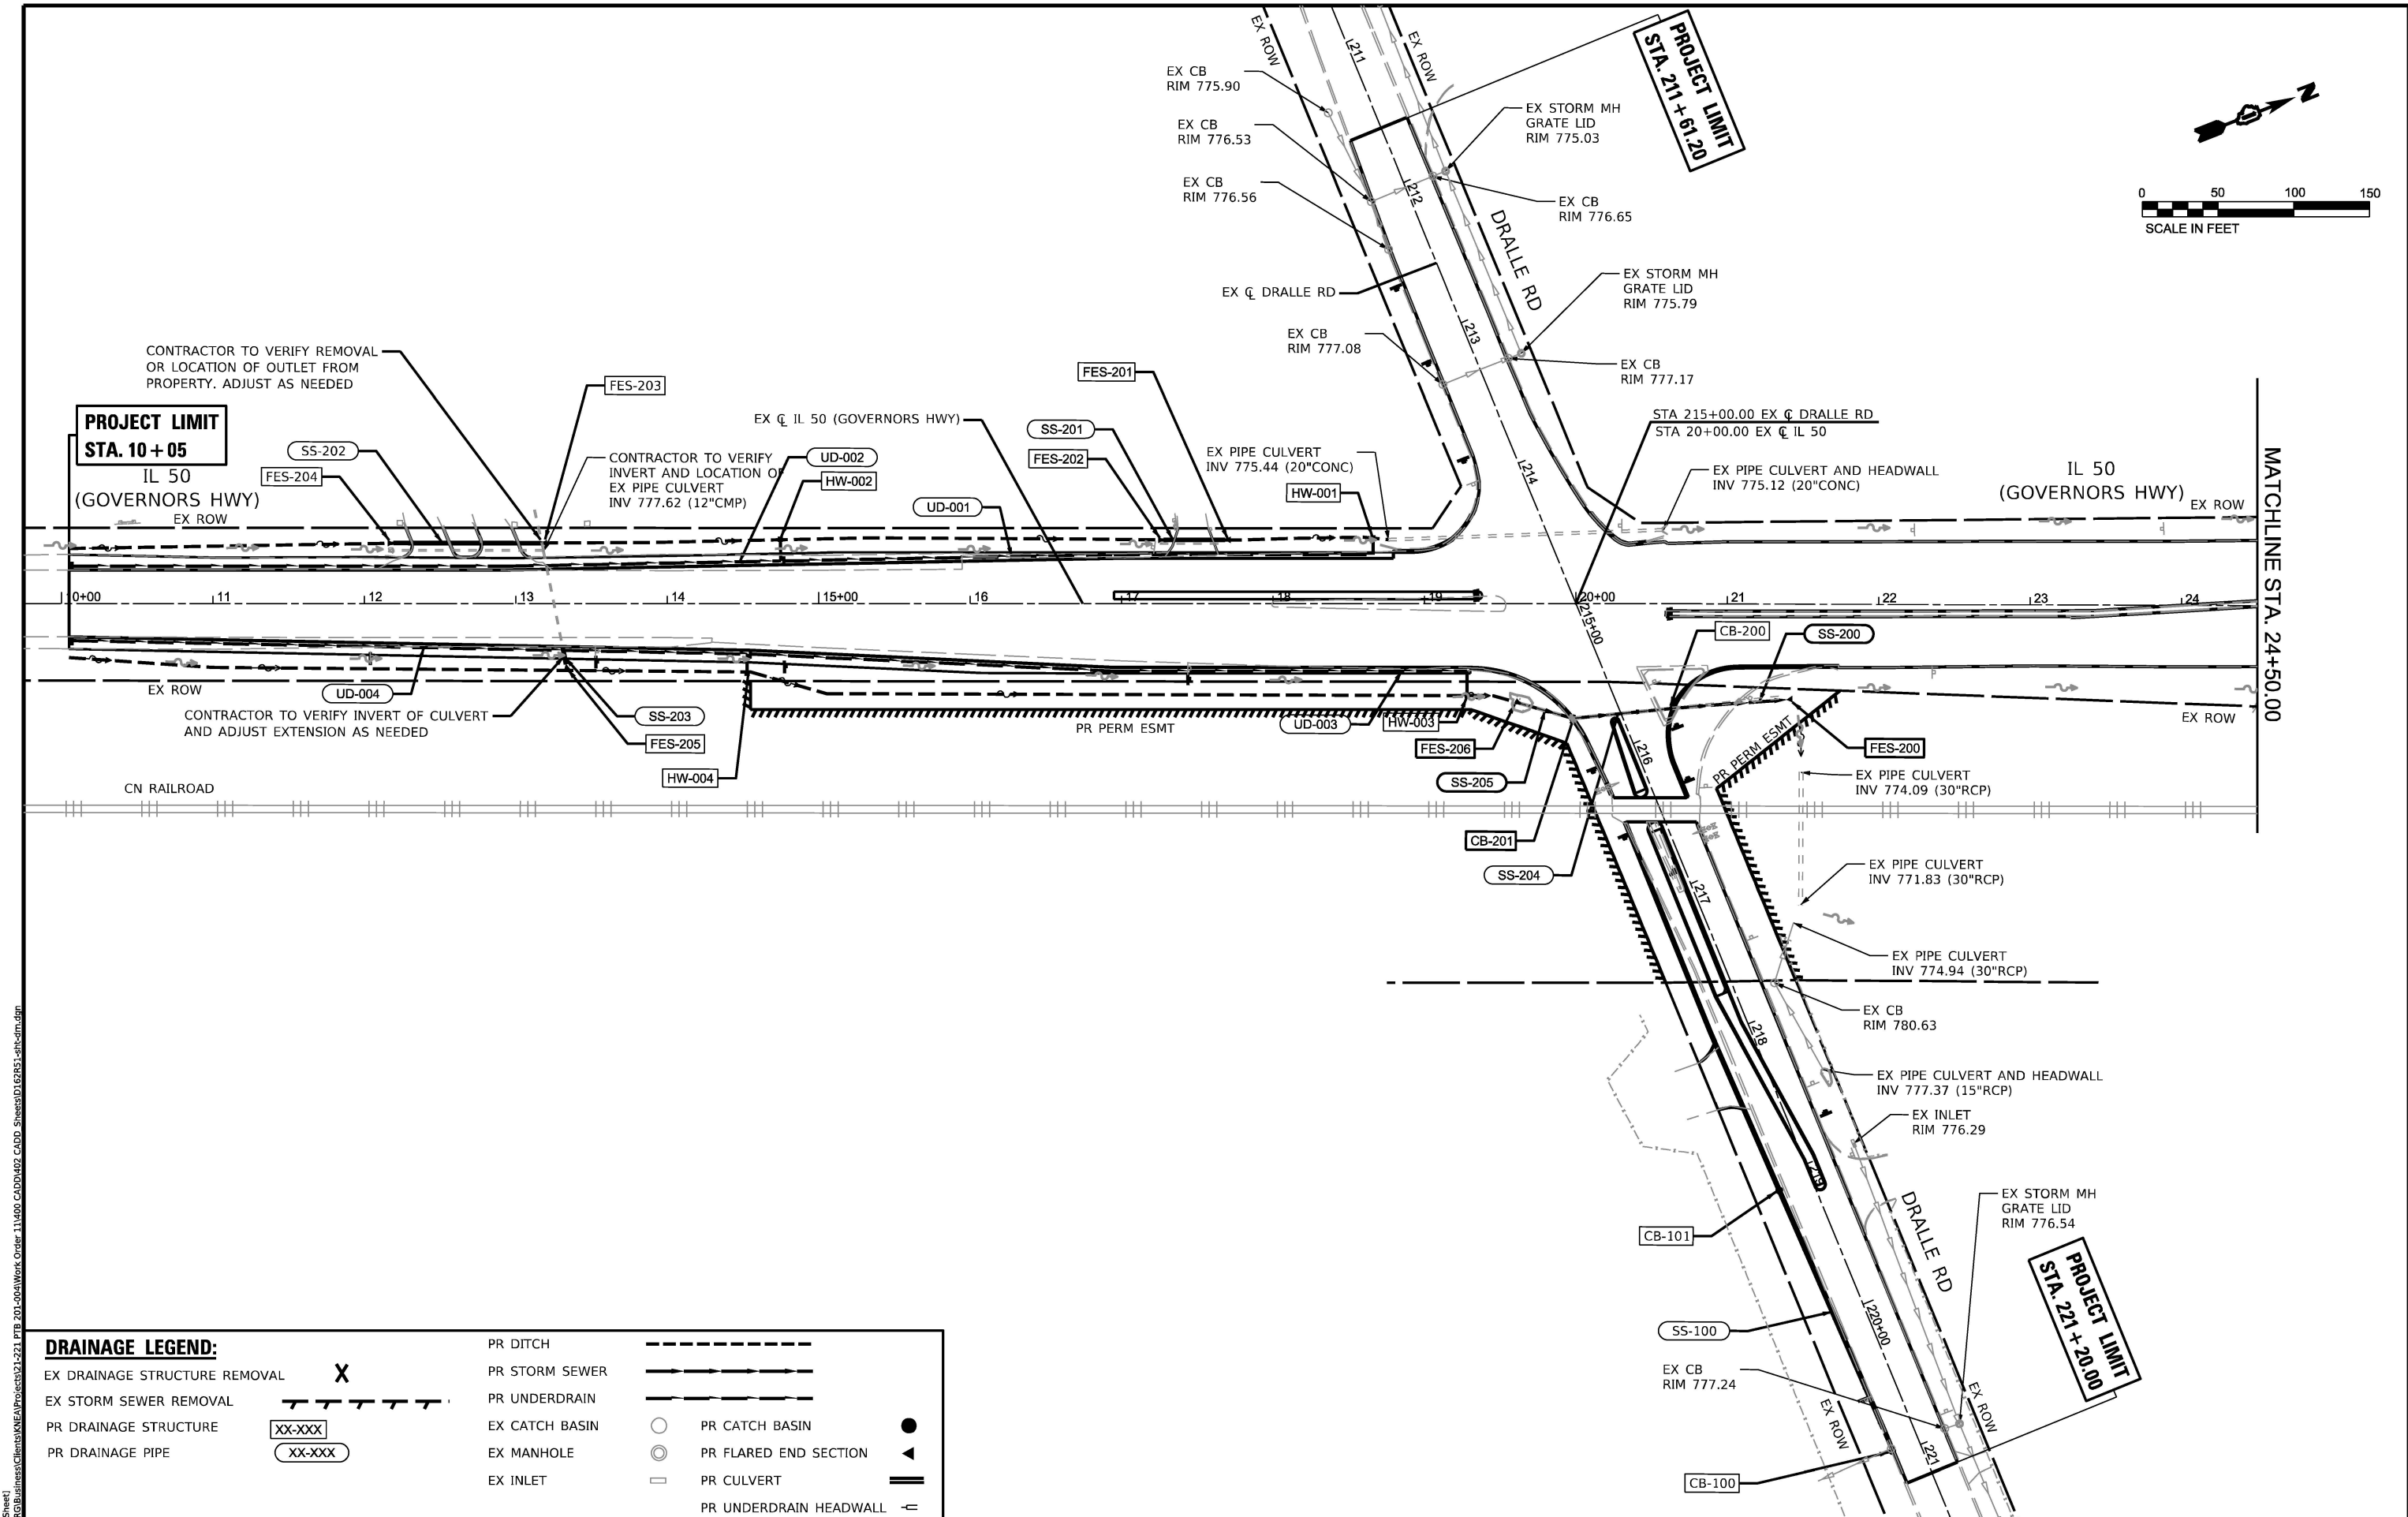 EX ROW
211
EX ROW
PROJECT LIMIT
STA. 211+61.20
N
EX CB
RIM 775.90
EX STORM MH
GRATE LID
RIM 775.03
EX CB
RIM 776.53
EX CB
RIM 776.56
212
EX CB
RIM 776.65
0 50 100 150
SCALE IN FEET
DRALLE RD
EX ℄ DRALLE RD
EX STORM MH
GRATE LID
RIM 775.79
EX CB
RIM 777.08
213
EX CB
RIM 777.17
CONTRACTOR TO VERIFY REMOVAL
OR LOCATION OF OUTLET FROM
PROPERTY. ADJUST AS NEEDED
FES-203
FES-201
PROJECT LIMIT
STA. 10+05
IL 50
(GOVERNORS HWY)
EX ROW
SS-202
FES-204
EX ℄ IL 50 (GOVERNORS HWY)
CONTRACTOR TO VERIFY
INVERT AND LOCATION OF
EX PIPE CULVERT
INV 777.62 (12"CMP)
UD-002
HW-002
UD-001
SS-201
FES-202
EX PIPE CULVERT
INV 775.44 (20"CONC)
HW-001
214
STA 215+00.00 EX ℄ DRALLE RD
STA 20+00.00 EX ℄ IL 50
EX PIPE CULVERT AND HEADWALL
INV 775.12 (20"CONC)
IL 50
(GOVERNORS HWY)
EX ROW
MATCHLINE STA. 24+50.00
10+00 11 12 13 14 15+00 16 17 18 19 20+00 21 22 23 24
215+00
CB-200
SS-200
EX ROW
UD-004
CONTRACTOR TO VERIFY INVERT OF CULVERT
AND ADJUST EXTENSION AS NEEDED
SS-203
FES-205
HW-004
PR PERM ESMT
UD-003
HW-003
FES-206
SS-205
216
PR PERM ESMT
FES-200
EX ROW
EX PIPE CULVERT
INV 774.09 (30"RCP)
CN RAILROAD
CB-201
SS-204
217
EX PIPE CULVERT
INV 771.83 (30"RCP)
EX PIPE CULVERT
INV 774.94 (30"RCP)
EX CB
RIM 780.63
218
EX PIPE CULVERT AND HEADWALL
INV 777.37 (15"RCP)
EX INLET
RIM 776.29
219
DRALLE RD
EX STORM MH
GRATE LID
RIM 776.54
CB-101
PROJECT LIMIT
STA. 221+20.00
SS-100
220+00
EX CB
RIM 777.24
EX ROW
EX ROW
221
CB-100
DRAINAGE LEGEND:
EX DRAINAGE STRUCTURE REMOVAL
EX STORM SEWER REMOVAL
PR DRAINAGE STRUCTURE XX-XXX
PR DRAINAGE PIPE XX-XXX
PR DITCH
PR STORM SEWER
PR UNDERDRAIN
EX CATCH BASIN
EX MANHOLE
EX INLET
PR CATCH BASIN
PR FLARED END SECTION
PR CULVERT
PR UNDERDRAIN HEADWALL
Sheet]